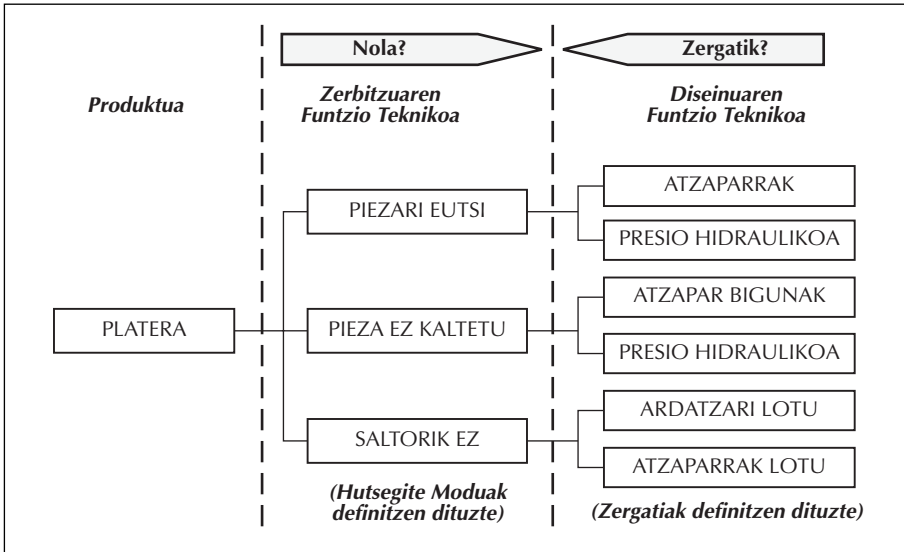 Nola?
Zergatik?
Produktua
Zerbitzuaren
Funtzio Teknikoa
Diseinuaren
Funtzio Teknikoa
PLATERA
PIEZARI EUTSI
ATZAPARRAK
PRESIO HIDRAULIKOA
PIEZA EZ KALTETU
ATZAPAR BIGUNAK
PRESIO HIDRAULIKOA
SALTORIK EZ
ARDATZARI LOTU
ATZAPARRAK LOTU
(Hutsegite Moduak
definitzen dituzte)
(Zergatiak definitzen dituzte)